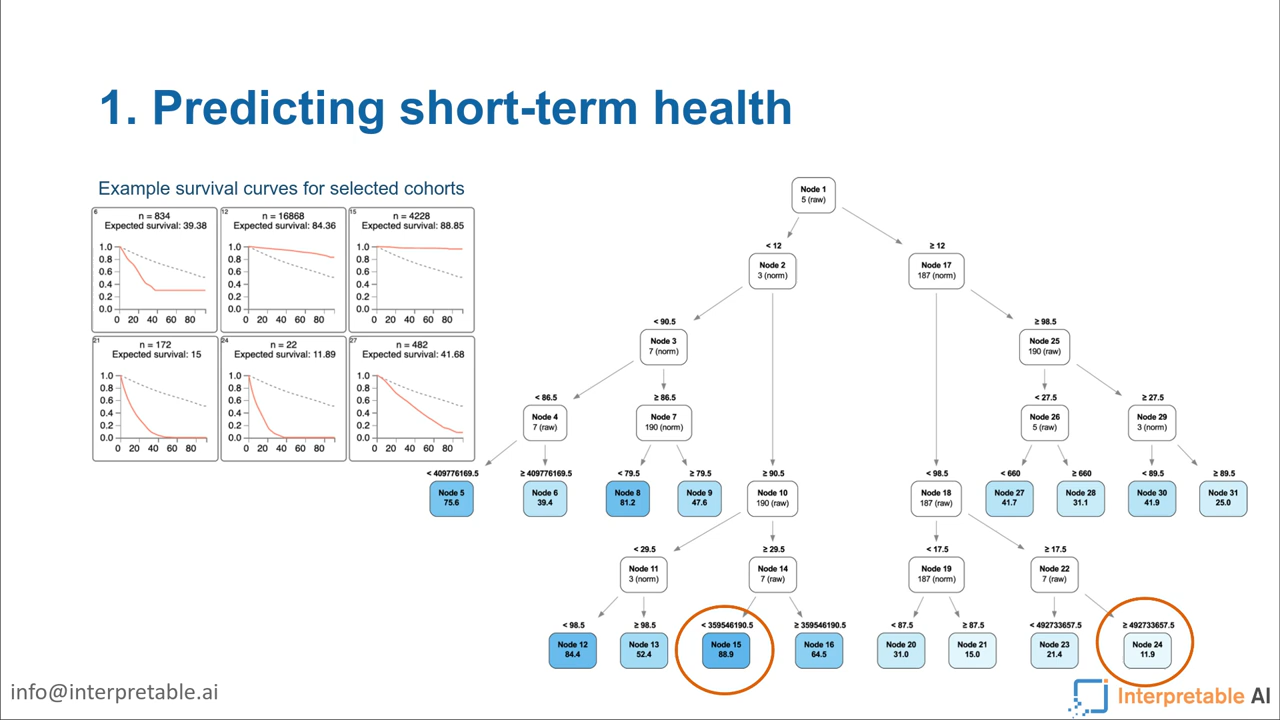 1. Predicting short-term health
Example survival curves for selected cohorts
6
n = 834
Expected survival: 39.38
1.0
0.8
0.6
0.4
0.2
0.0
0 20 40 60 80
12
n = 16868
Expected survival: 84.36
1.0
0.8
0.6
0.4
0.2
0.0
0 20 40 60 80
15
n = 4228
Expected survival: 88.85
1.0
0.8
0.6
0.4
0.2
0.0
0 20 40 60 80
21
n = 172
Expected survival: 15
1.0
0.8
0.6
0.4
0.2
0.0
0 20 40 60 80
24
n = 22
Expected survival: 11.89
1.0
0.8
0.6
0.4
0.2
0.0
0 20 40 60 80
27
n = 482
Expected survival: 41.68
1.0
0.8
0.6
0.4
0.2
0.0
0 20 40 60 80
Node 1
5 (raw)
< 12
≥ 12
Node 2
3 (norm)
Node 17
187 (norm)
< 90.5
≥ 98.5
Node 3
7 (norm)
Node 25
190 (raw)
< 86.5
≥ 86.5
< 27.5
≥ 27.5
Node 4
7 (raw)
Node 7
190 (norm)
Node 26
5 (raw)
Node 29
3 (norm)
< 409776169.5
≥ 409776169.5
< 79.5
≥ 79.5
≥ 90.5
< 98.5
< 660
≥ 660
< 89.5
≥ 89.5
Node 5
75.6
Node 6
39.4
Node 8
81.2
Node 9
47.6
Node 10
190 (raw)
Node 18
187 (raw)
Node 27
41.7
Node 28
31.1
Node 30
41.9
Node 31
25.0
< 29.5
≥ 29.5
< 17.5
≥ 17.5
Node 11
3 (norm)
Node 14
7 (raw)
Node 19
187 (norm)
Node 22
7 (raw)
< 98.5
≥ 98.5
< 359546190.5
≥ 359546190.5
< 87.5
≥ 87.5
< 492733657.5
≥ 492733657.5
Node 12
84.4
Node 13
52.4
Node 15
88.9
Node 16
64.5
Node 20
31.0
Node 21
15.0
Node 23
21.4
Node 24
11.9
info@interpretable.ai
Interpretable AI